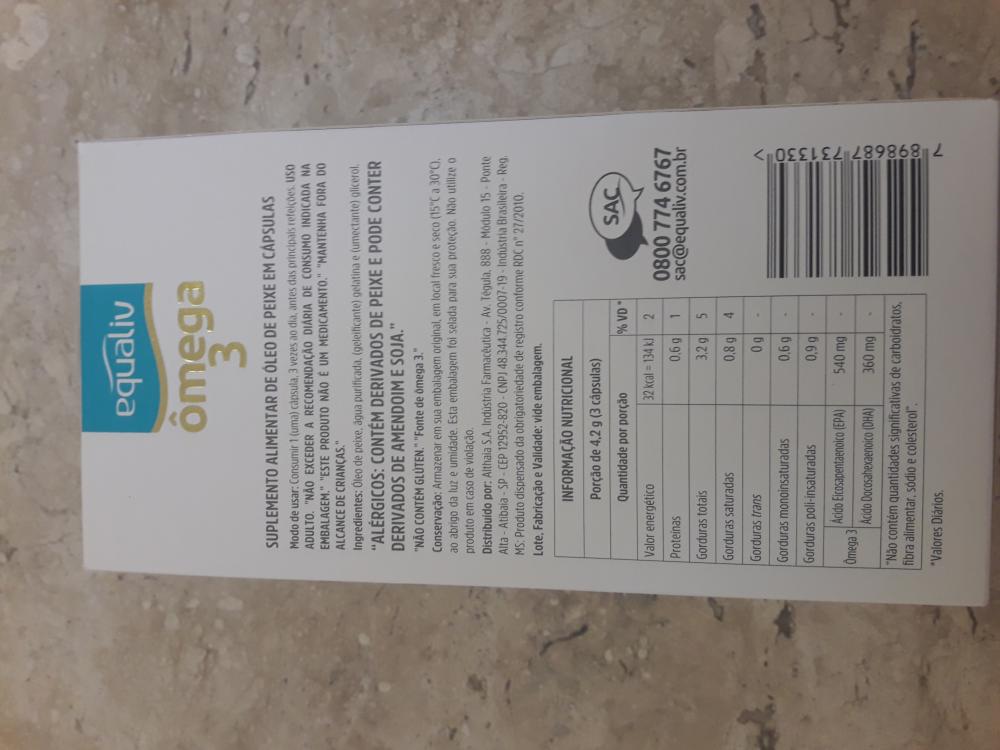 equaliv
ômega
3
SUPLEMENTO ALIMENTAR DE ÓLEO DE PEIXE EM CÁPSULAS
Modo de usar: Consumir 1 (uma) cápsula, 3 vezes ao dia, antes das principais refeições. USO
ADULTO. "NÃO EXCEDER A RECOMENDAÇÃO DIÁRIA DE CONSUMO INDICADA NA
EMBALAGEM." "ESTE PRODUTO NÃO É UM MEDICAMENTO." "MANTENHA FORA DO
ALCANCE DE CRIANÇAS."
Ingredientes: Óleo de peixe, água purificada, (geleificante) gelatina e (umectante) glicerol.
"ALÉRGICOS: CONTÉM DERIVADOS DE PEIXE E PODE CONTER
DERIVADOS DE AMENDOIM E SOJA."
"NÃO CONTÉM GLÚTEN." "Fonte de ômega 3."
Conservação: Armazenar em sua embalagem original, em local fresco e seco (15°C a 30°C),
ao abrigo da luz e umidade. Esta embalagem foi selada para sua proteção. Não utilize o
produto em caso de violação.
Distribuído por: Althaia S.A. Indústria Farmacêutica - Av. Tégula, 888 - Módulo 15 - Ponte
Alta - Atibaia - SP - CEP 12952-820 - CNPJ 48.344.725/0007-19 - Indústria Brasileira - Reg.
MS: Produto dispensado da obrigatoriedade de registro conforme RDC n° 27/2010.
Lote, Fabricação e Validade: vide embalagem.
INFORMAÇÃO NUTRICIONAL
Porção de 4,2 g (3 cápsulas)
Quantidade por porção % VD*
Valor energético 32 kcal = 134 kJ 2
Proteínas 0,6 g 1
Gorduras totais 3,2 g 5
Gorduras saturadas 0,8 g 4
Gorduras trans 0 g -
Gorduras monoinsaturadas 0,6 g -
Gorduras poli-insaturadas 0,9 g -
Ômega 3 Ácido Eicosapentaenoico (EPA) 540 mg -
Ácido Docosahexaenoico (DHA) 360 mg -
"Não contém quantidades significativas de carboidratos,
fibra alimentar, sódio e colesterol".
*Valores Diários.
SAC
0800 774 6767
sac@equaliv.com.br
7 898687 731330 >